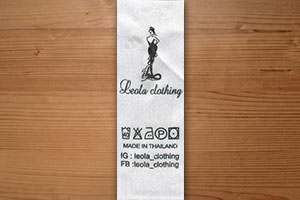 Leola clothing
MADE IN THAILAND
IG : leola_clothing
FB : leola_clothing